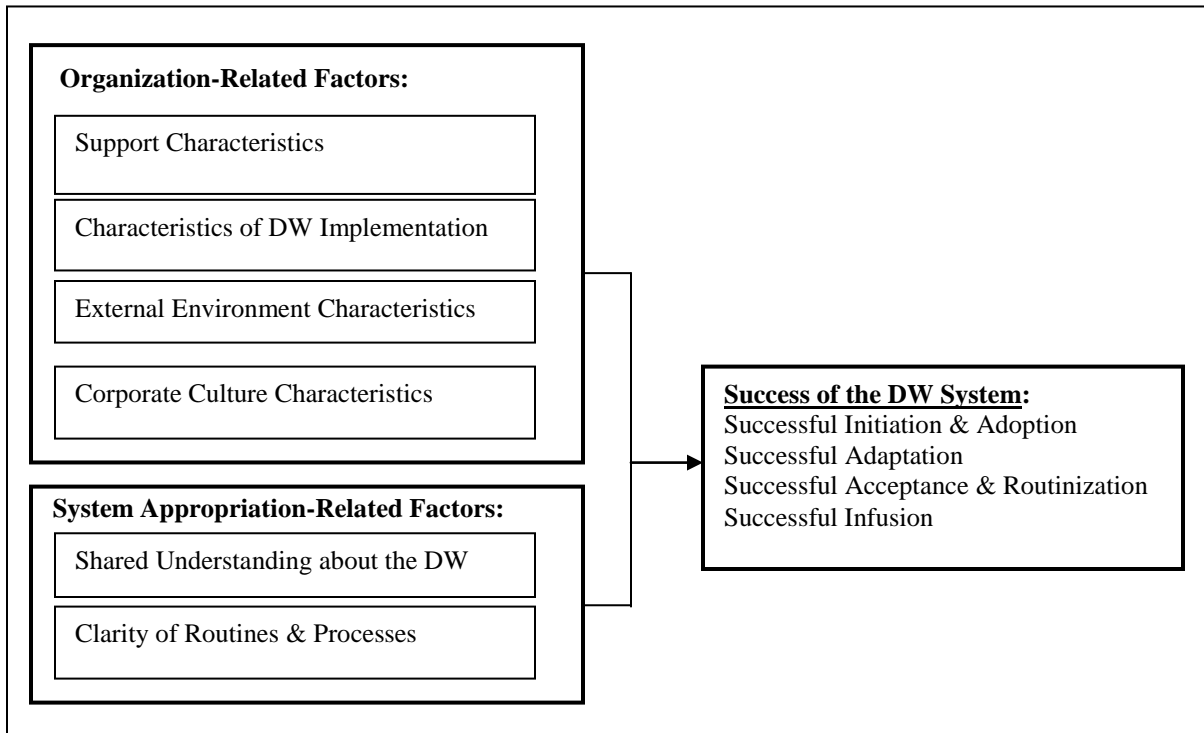 Organization-Related Factors:
Support Characteristics
Characteristics of DW Implementation
External Environment Characteristics
Corporate Culture Characteristics
System Appropriation-Related Factors:
Shared Understanding about the DW
Clarity of Routines & Processes
Success of the DW System:
Successful Initiation & Adoption
Successful Adaptation
Successful Acceptance & Routinization
Successful Infusion